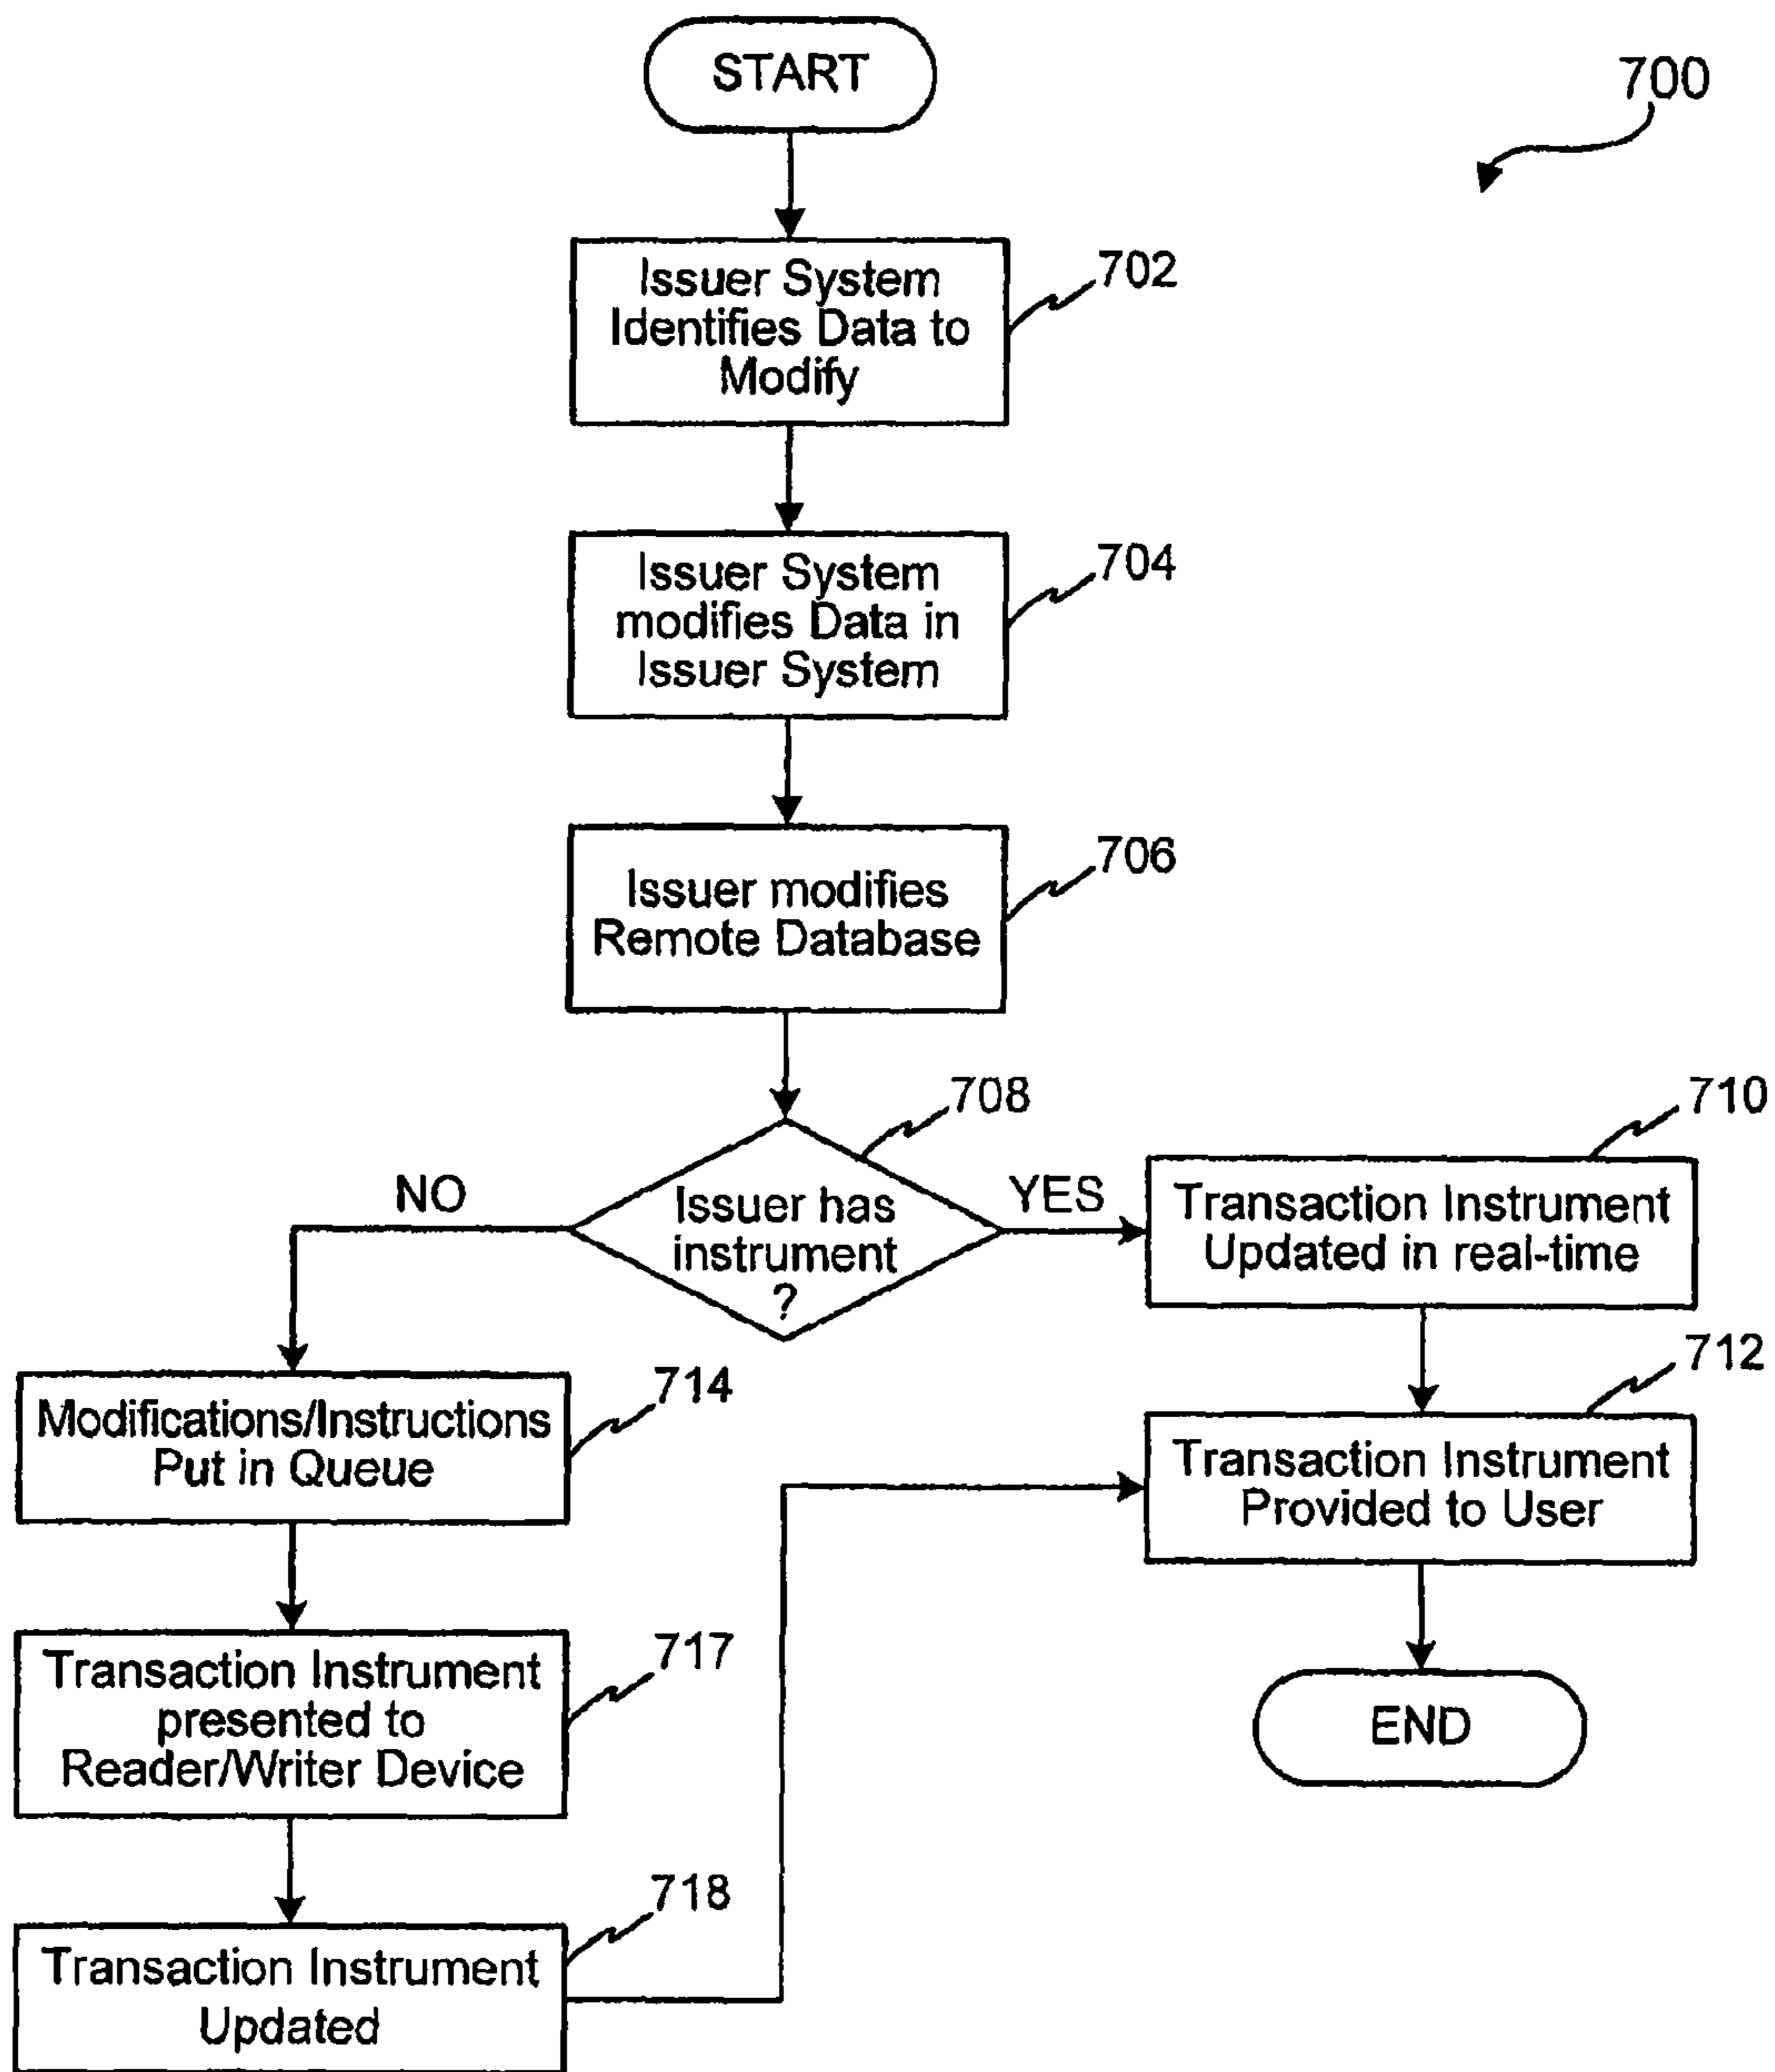 START
700
Issuer System
Identifies Data to
Modify
702
Issuer System
modifies Data in
Issuer System
704
Issuer modifies
Remote Database
706
708
Issuer has
instrument
?
NO
YES
710
Transaction Instrument
Updated in real-time
712
Transaction Instrument
Provided to User
END
714
Modifications/Instructions
Put in Queue
717
Transaction Instrument
presented to
Reader/Writer Device
718
Transaction Instrument
Updated